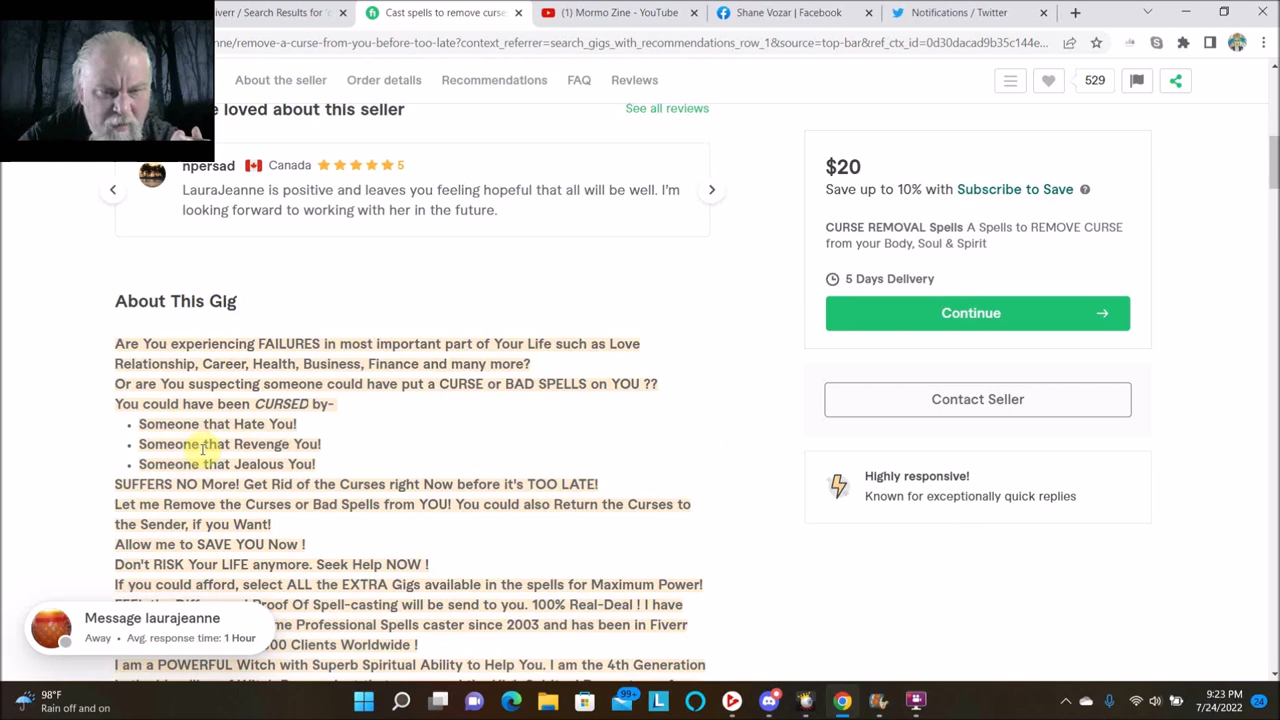 iverr / Search Results for 'c
Cast spells to remove curse
(1) Mormo Zine - YouTube
Shane Vozar | Facebook
Notifications / Twitter
nne/remove-a-curse-from-you-before-too-late?context_referrer=search_gigs_with_recommendations_row_1&source=top-bar&ref_ctx_id=0d30dacad9b35c144e...
About the seller
Order details
Recommendations
FAQ
Reviews
529
e loved about this seller
See all reviews
npersad Canada 5
LauraJeanne is positive and leaves you feeling hopeful that all will be well. I'm
looking forward to working with her in the future.
$20
Save up to 10% with Subscribe to Save
CURSE REMOVAL Spells A Spells to REMOVE CURSE
from your Body, Soul & Spirit
5 Days Delivery
Continue
Contact Seller
Highly responsive!
Known for exceptionally quick replies
About This Gig
Are You experiencing FAILURES in most important part of Your Life such as Love
Relationship, Career, Health, Business, Finance and many more?
Or are You suspecting someone could have put a CURSE or BAD SPELLS on YOU ??
You could have been CURSED by-
• Someone that Hate You!
• Someone that Revenge You!
• Someone that Jealous You!
SUFFERS NO More! Get Rid of the Curses right Now before it's TOO LATE!
Let me Remove the Curses or Bad Spells from YOU! You could also Return the Curses to
the Sender, if you Want!
Allow me to SAVE YOU Now !
Don't RISK Your LIFE anymore. Seek Help NOW !
If you could afford, select ALL the EXTRA Gigs available in the spells for Maximum Power!
Proof Of Spell-casting will be send to you. 100% Real-Deal ! I have
me Professional Spells caster since 2003 and has been in Fiverr
00 Clients Worldwide !
I am a POWERFUL Witch with Superb Spiritual Ability to Help You. I am the 4th Generation
Message laurajeanne
Away • Avg. response time: 1 Hour
98°F
Rain off and on
99+
9:23 PM
7/24/2022
24